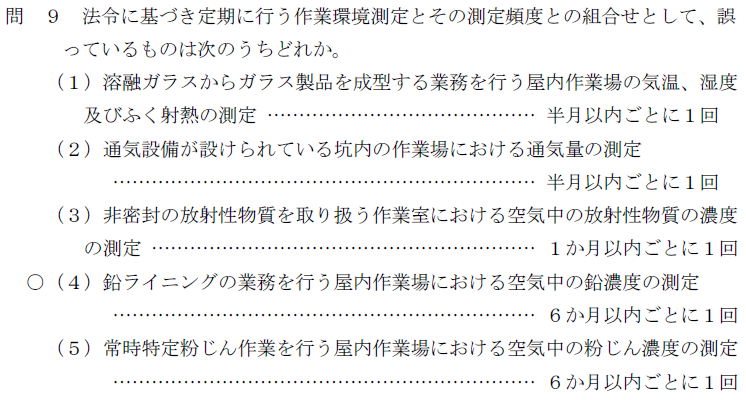 問　９　法令に基づき定期に行う作業環境測定とその測定頻度との組合せとして、誤
っているものは次のうちどれか。
（１）溶融ガラスからガラス製品を成型する業務を行う屋内作業場の気温、湿度
及びふく射熱の測定 …………………………………… 半月以内ごとに１回
（２）通気設備が設けられている坑内の作業場における通気量の測定
………………………………………………………… 半月以内ごとに１回
（３）非密封の放射性物質を取り扱う作業室における空気中の放射性物質の濃度
の測定 …………………………………………………… １か月以内ごとに１回
○（４）鉛ライニングの業務を行う屋内作業場における空気中の鉛濃度の測定
………………………………………………………… ６か月以内ごとに１回
（５）常時特定粉じん作業を行う屋内作業場における空気中の粉じん濃度の測定
………………………………………………………… ６か月以内ごとに１回